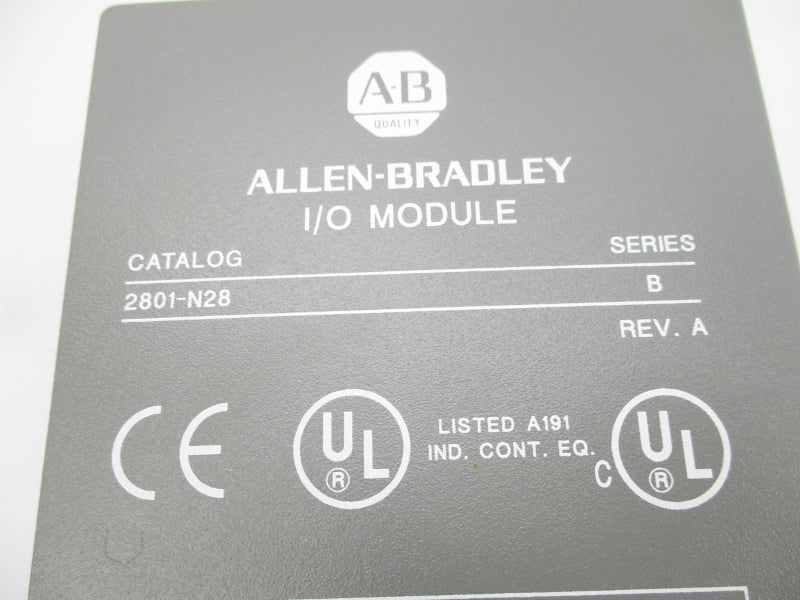 A·B
QUALITY
ALLEN-BRADLEY
I/O MODULE
CATALOG SERIES
2801-N28 B
REV. A
CE UL ® LISTED A191 C UL ®
IND. CONT. EQ.